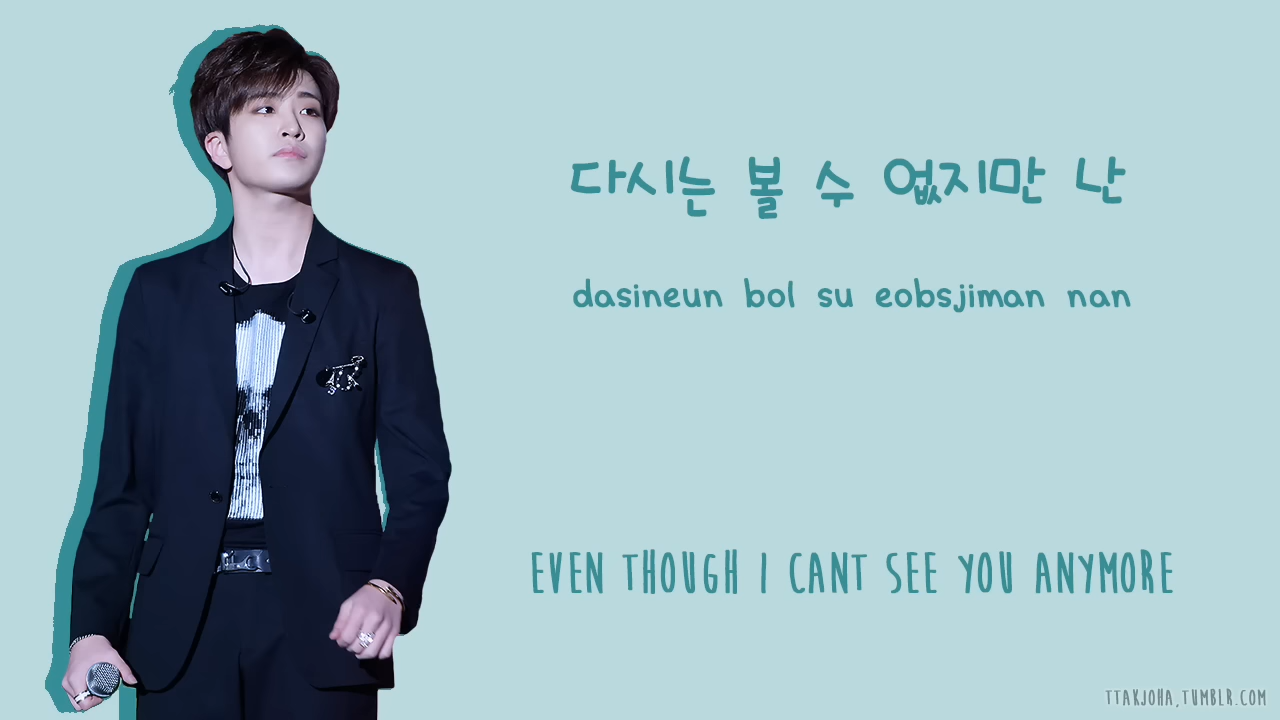 다시는 볼 수 없지만 난
dasineun bol su eobsjiman nan
EVEN THOUGH I CANT SEE YOU ANYMORE
TTAKJOHA.TUMBLR.COM